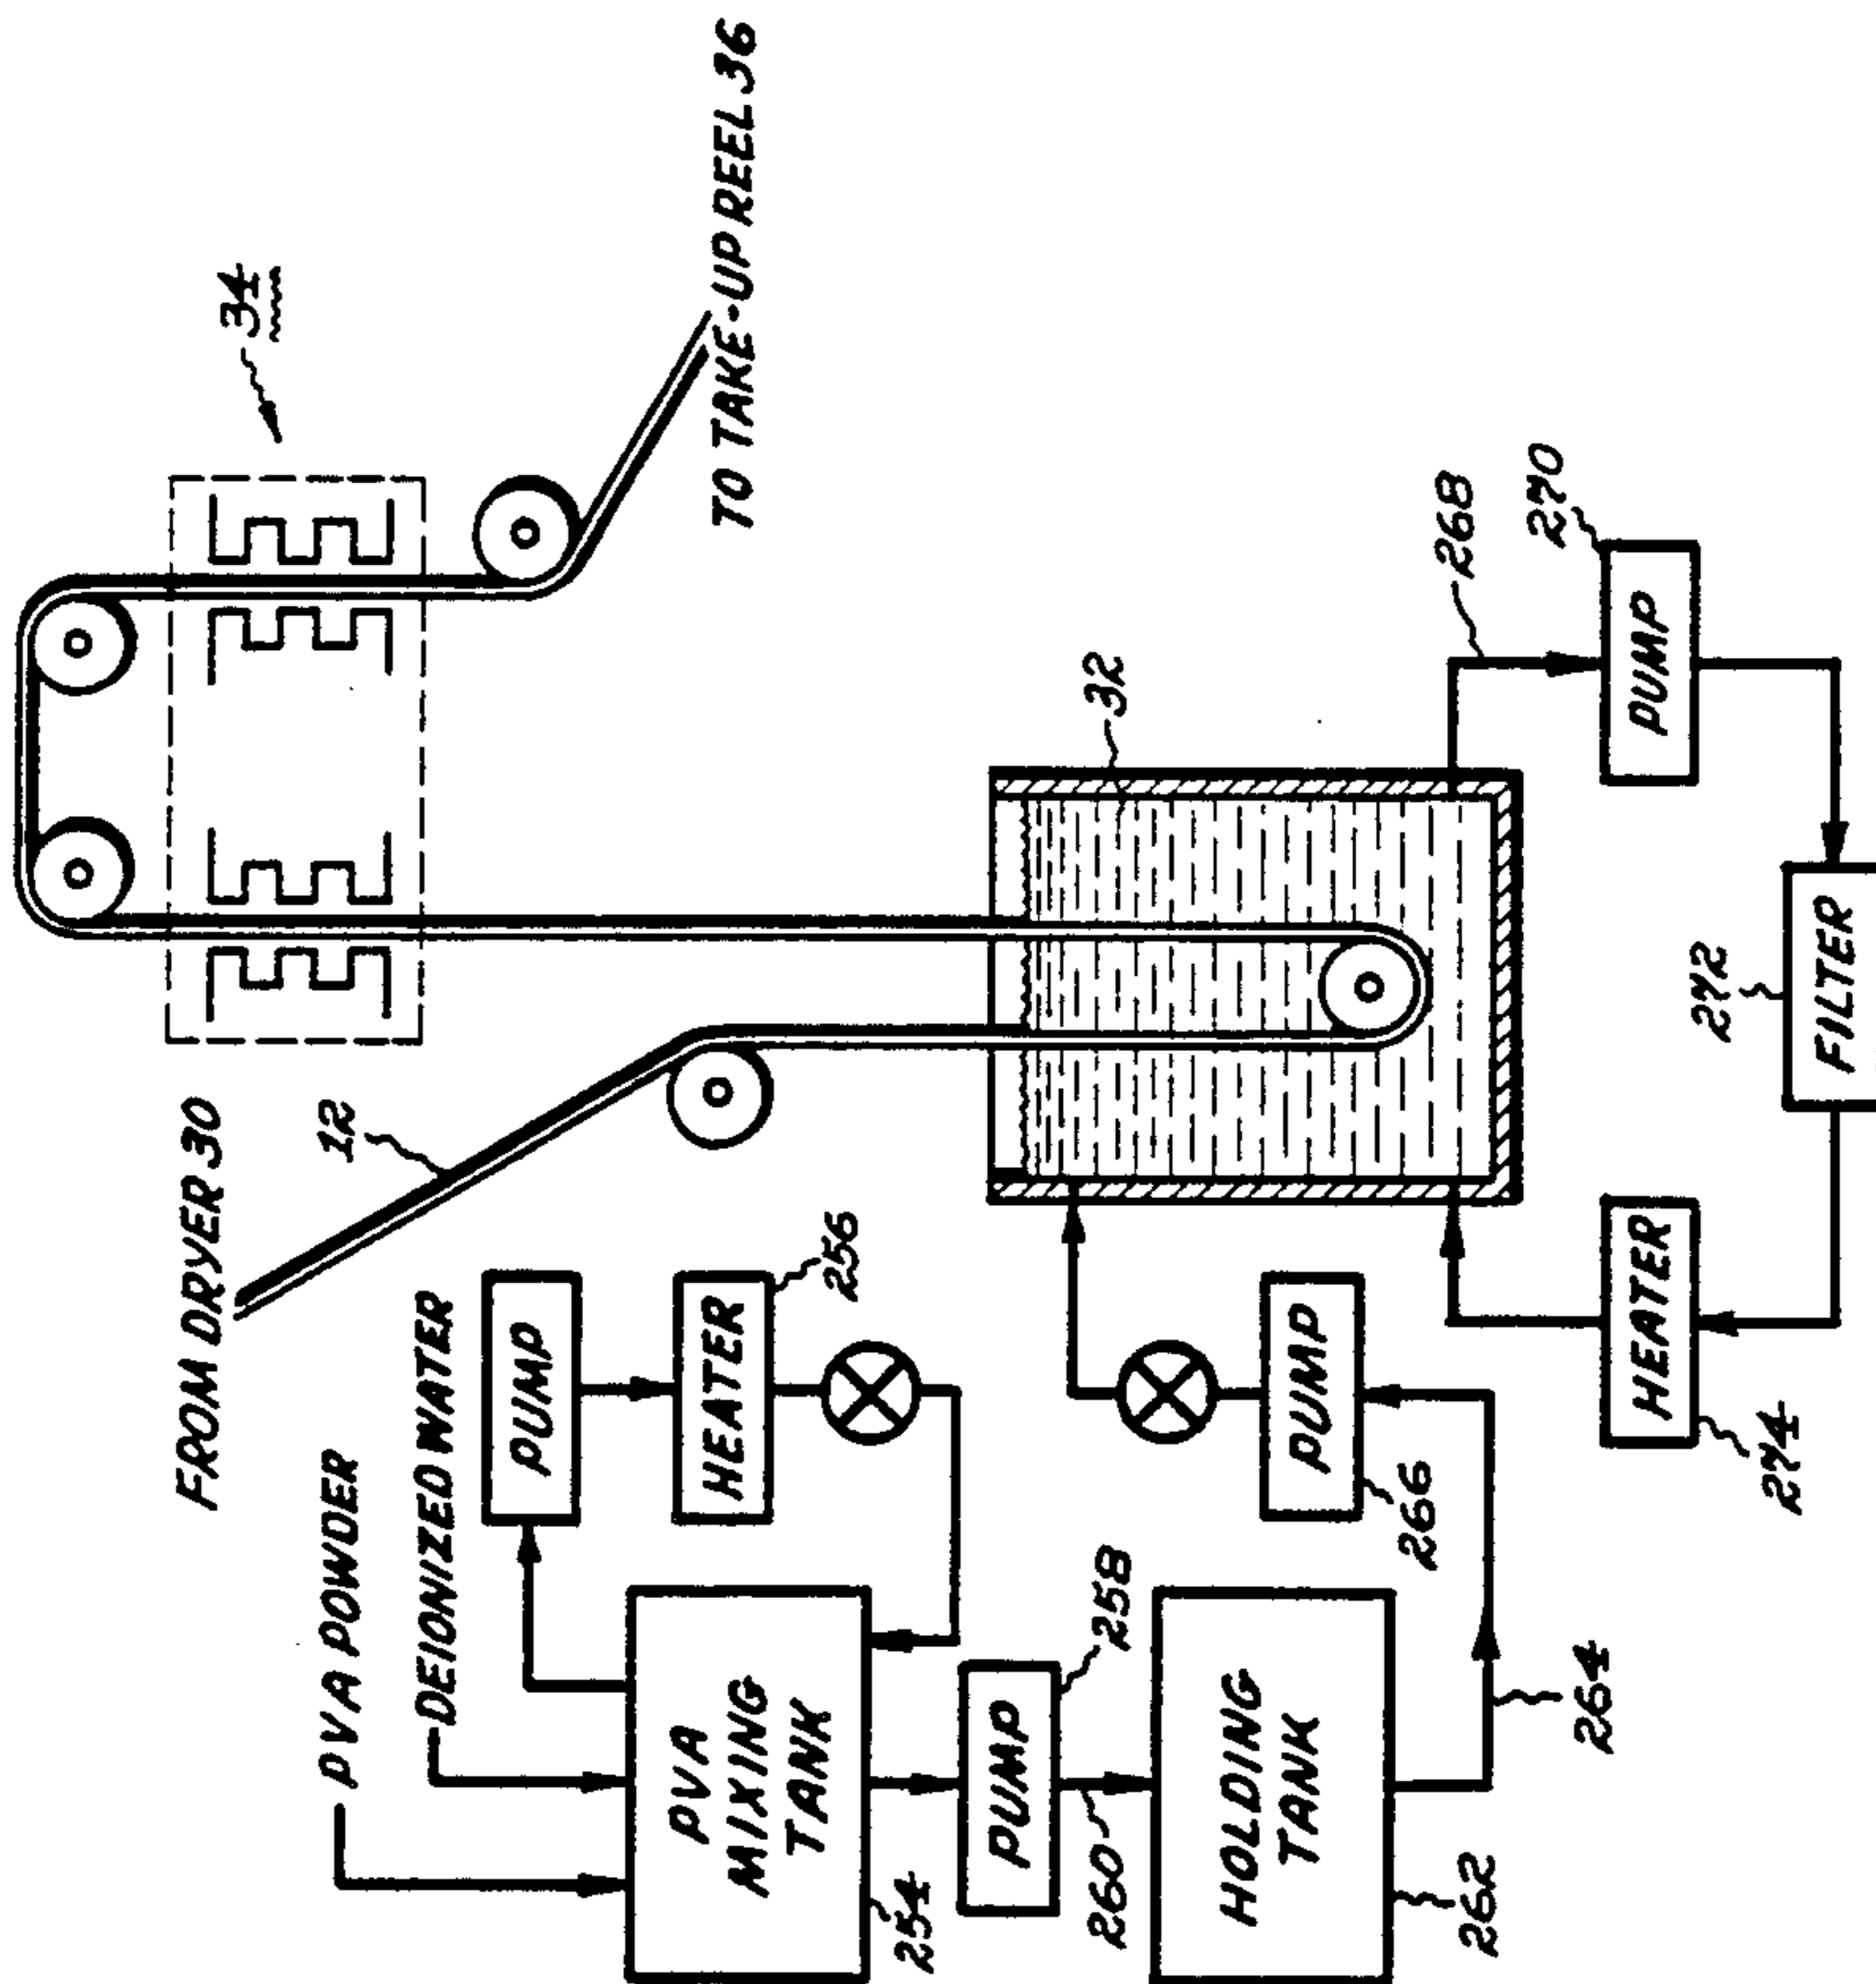 FROM DRYER 30
12
34
TO TAKE-UP REEL 36
PVA POWDER
DEIONIZED WATER
PUMP
HEATER
256
PVA
MIXING
TANK
254
PUMP
258
260
HOLDING
TANK
262
264
PUMP
266
32
268
PUMP
270
FILTER
272
HEATER
274